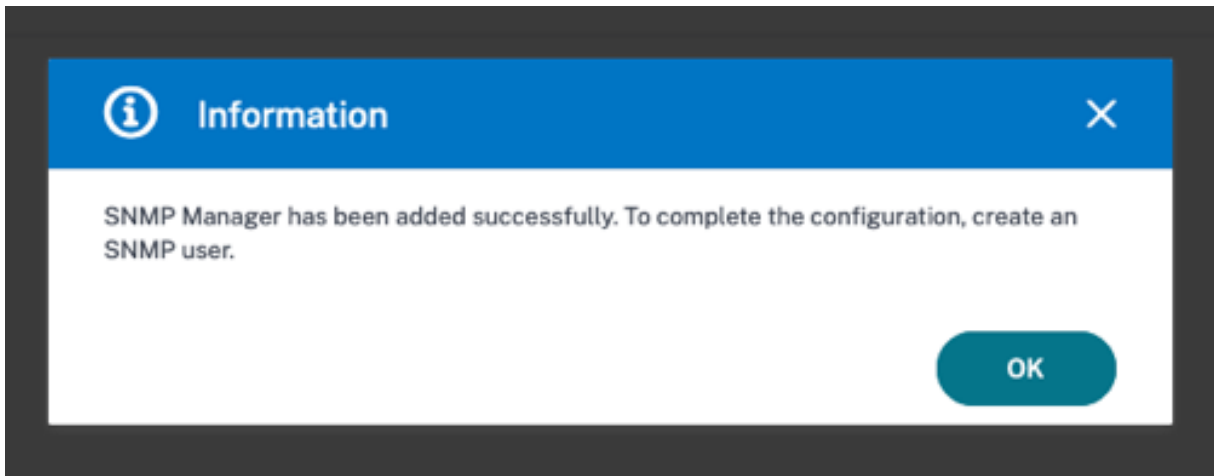 Information
SNMP Manager has been added successfully. To complete the configuration, create an
SNMP user.
OK